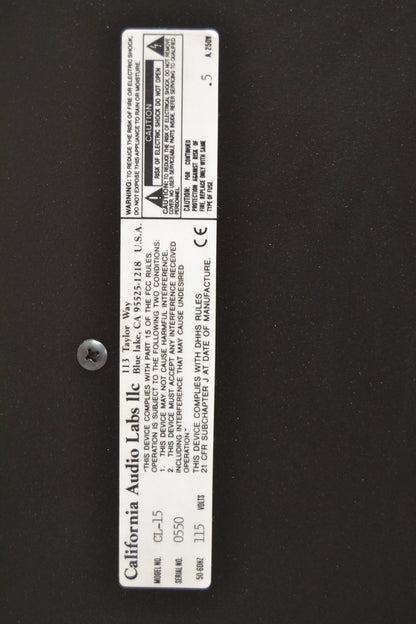 California Audio Labs llc
113 Taylor Way
Blue lake, CA 95525-1218 U.S.A.
MODEL NO. CL-15
SERIAL NO. 0550
50-60HZ 115 VOLTS
"THIS DEVICE COMPLIES WITH PART 15 OF THE FCC RULES.
OPERATION IS SUBJECT TO THE FOLLOWING TWO CONDITIONS:
1. THIS DEVICE MAY NOT CAUSE HARMFUL INTERFERENCE.
2. THIS DEVICE MUST ACCEPT ANY INTERFERENCE RECEIVED
INCLUDING INTERFERENCE THAT MAY CAUSE UNDESIRED
OPERATION."
THIS DEVICE COMPLIES WITH DHHS RULES
21 CFR SUBCHAPTER J AT DATE OF MANUFACTURE.
CE
WARNING: TO REDUCE THE RISK OF FIRE OR ELECTRIC SHOCK,
DO NOT EXPOSE THIS APPLIANCE TO RAIN OR MOISTURE.
CAUTION
RISK OF ELECTRIC SHOCK DO NOT OPEN
CAUTION: TO REDUCE THE RISK OF ELECTRICAL SHOCK, DO NOT REMOVE
COVER. NO USER SERVICEABLE PARTS INSIDE. REFER SERVICING TO QUALIFIED
PERSONNEL.
CAUTION: FOR CONTINUED
PROTECTION AGAINST RISK OF
FIRE, REPLACE ONLY WITH SAME
TYPE OF FUSE.
.5 A, 250V